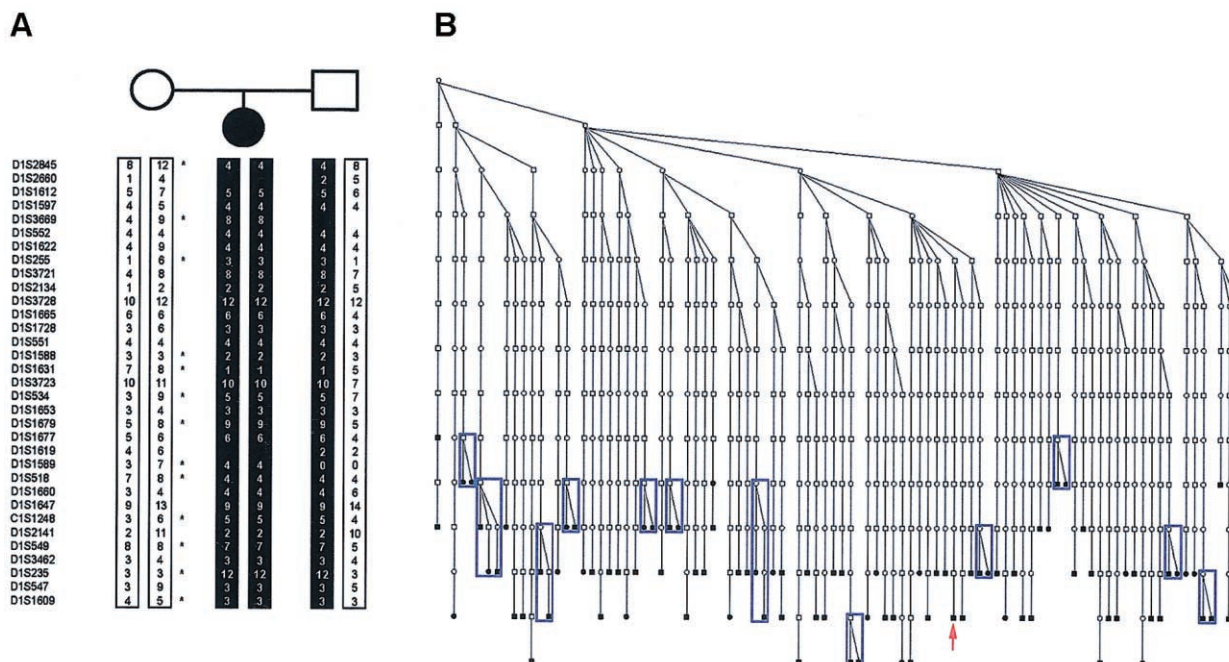 A
B
D1S2845 8 12 * 4 4 4 8
D1S2660 1 4 2 5
D1S1612 5 7 5 5 5 6
D1S1597 4 5 4 4 4 4
D1S3669 4 9 * 8 8
D1S552 4 4 4 4 4 4
D1S1622 4 9 4 4 4 4
D1S255 1 6 * 3 3 3 1
D1S3721 4 8 8 8 8 7
D1S2134 1 2 2 2 2 5
D1S3728 10 12 12 12 12 12
D1S1665 6 6 6 6 6 4
D1S1728 3 6 3 3 3 3
D1S551 4 4 4 4 4 4
D1S1588 3 3 * 2 2 2 3
D1S1631 7 8 * 1 1 1 5
D1S3723 10 11 10 10 10 7
D1S534 3 9 * 5 5 5 7
D1S1653 3 4 3 3 3 3
D1S1679 5 8 * 9 9 9 5
D1S1677 5 6 6 6 6 4
D1S1619 4 6 2 2
D1S1589 3 7 * 4 4 0 0
D1S518 7 8 * 4 4 4 4
D1S1660 3 4 4 4 4 6
D1S1647 9 13 9 9 9 14
C1S1248 3 6 * 5 5 5 4
D1S2141 2 11 2 2 2 10
D1S549 8 8 * 7 7 7 5
D1S3462 3 4 3 3 3 4
D1S235 3 3 * 12 12 12 3
D1S547 3 9 3 3 3 5
D1S1609 4 5 * 3 3 3 3